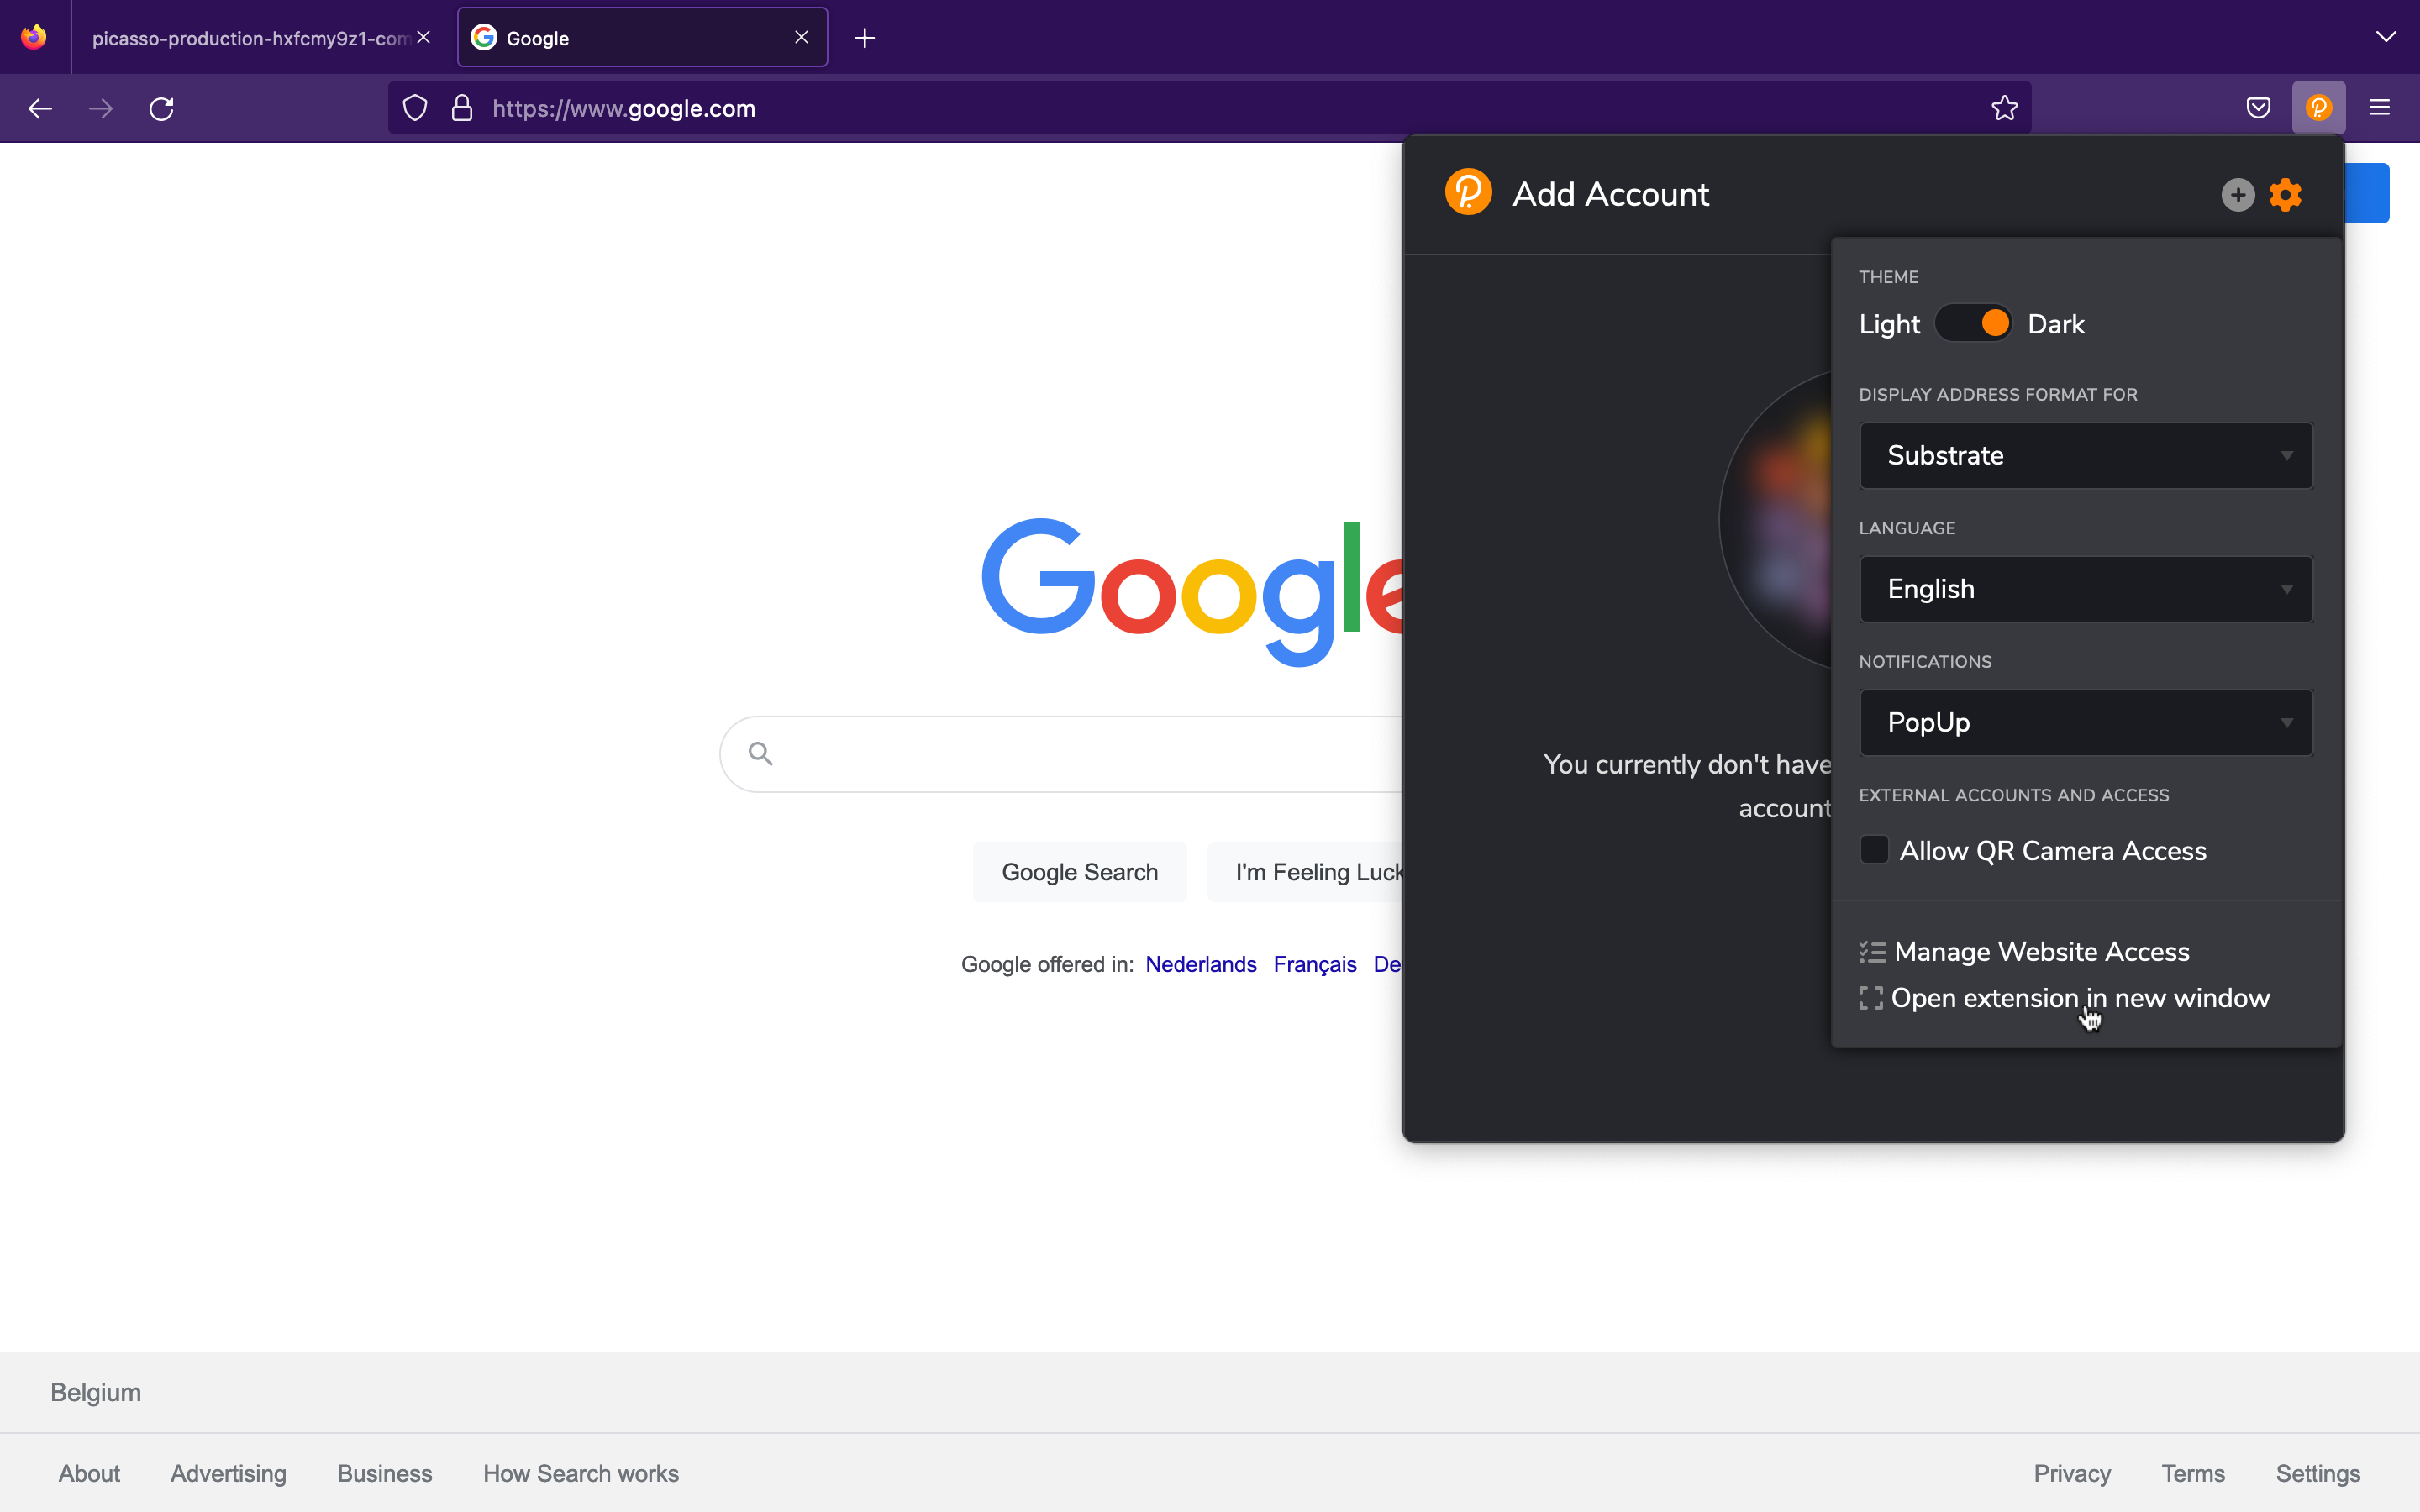 picasso-production-hxfcmy9z1-com
Google
https://www.google.com
Add Account
THEME
Light Dark
DISPLAY ADDRESS FORMAT FOR
Substrate
LANGUAGE
English
NOTIFICATIONS
PopUp
EXTERNAL ACCOUNTS AND ACCESS
Allow QR Camera Access
Manage Website Access
Open extension in new window
You currently don't have
account
Google
Google Search I'm Feeling Luck
Google offered in: Nederlands Français De
Belgium
About Advertising Business How Search works Privacy Terms Settings